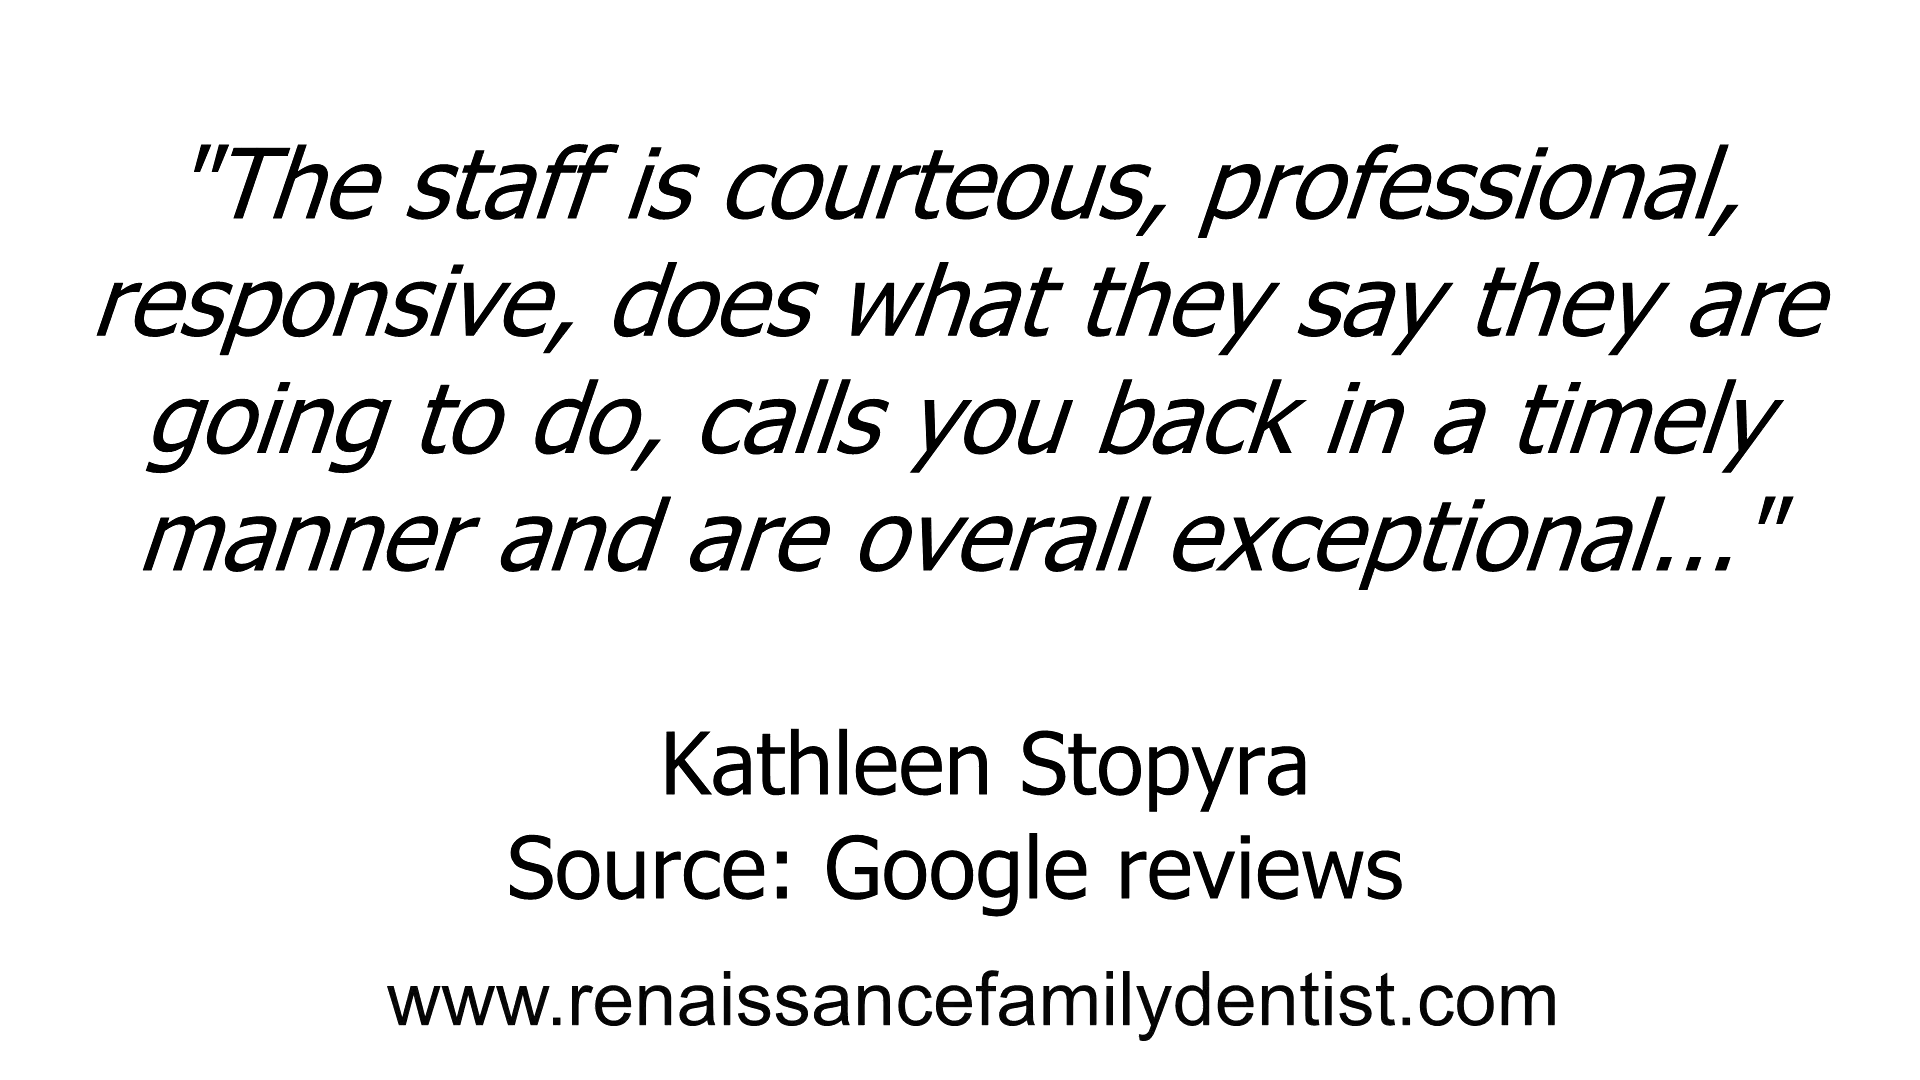 "The staff is courteous, professional,
responsive, does what they say they are
going to do, calls you back in a timely
manner and are overall exceptional..."
Kathleen Stopyra
Source: Google reviews
www.renaissancefamilydentist.com